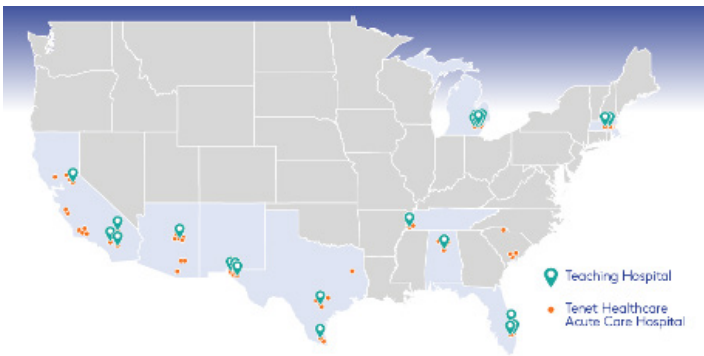 Teaching Hospital
Tenet Healthcare
Acute Care Hospital